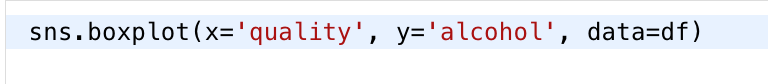 sns.boxplot(x='quality', y='alcohol', data=df)